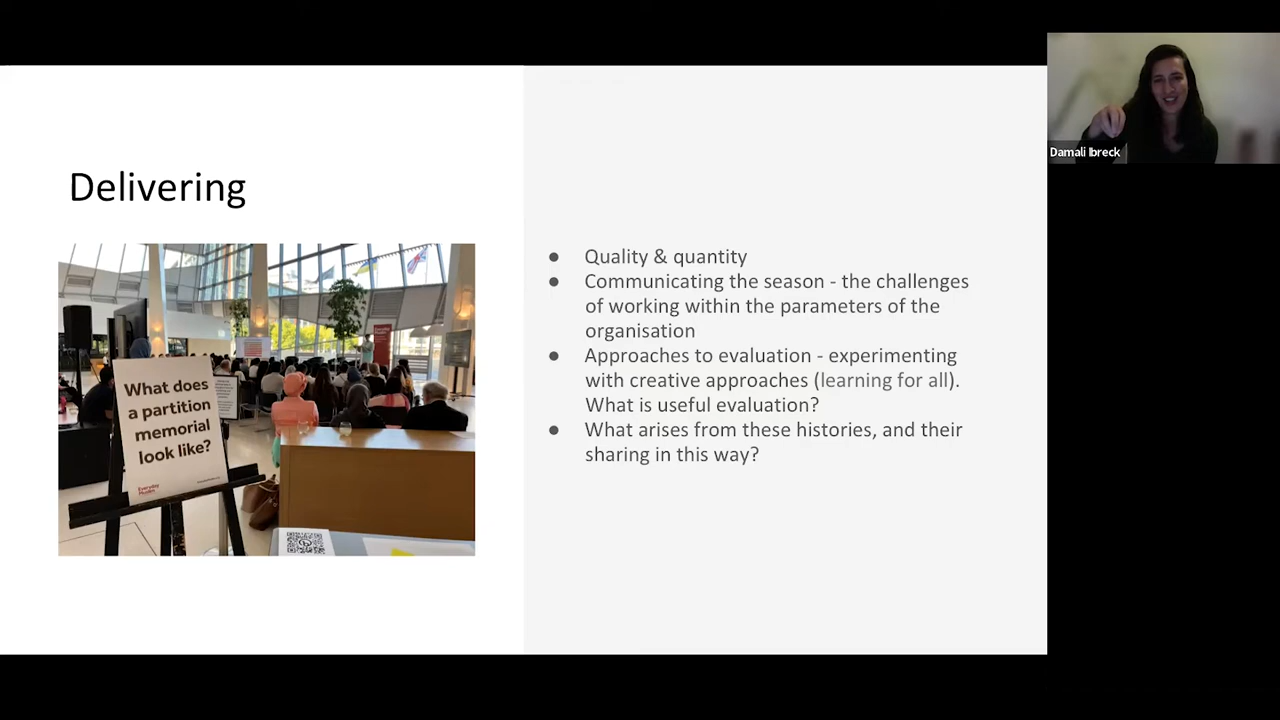 Delivering
What does
a partition
memorial
look like?
Everyday
Muslim
● Quality & quantity
● Communicating the season - the challenges
of working within the parameters of the
organisation
● Approaches to evaluation - experimenting
with creative approaches (learning for all).
What is useful evaluation?
● What arises from these histories, and their
sharing in this way?
Damali Ibreck